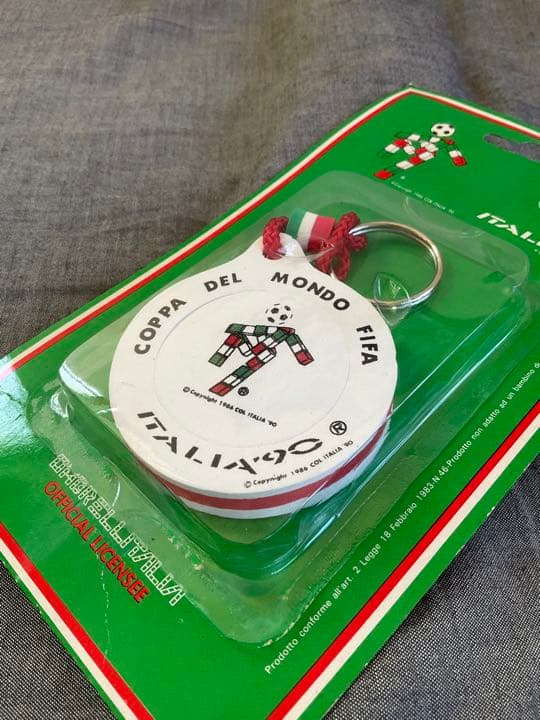 ITALI
COPPA DEL MONDO FIFA
© Copyright 1986 COL ITALIA '90
ITALIA'90 ®
© Copyright 1986 COL ITALIA '90
OFFICIAL LICENSEE
Prodotto conforme all'art. 2 Legge 18 Febbraio 1983-N.46-Prodotto non adatto ad un bambino di